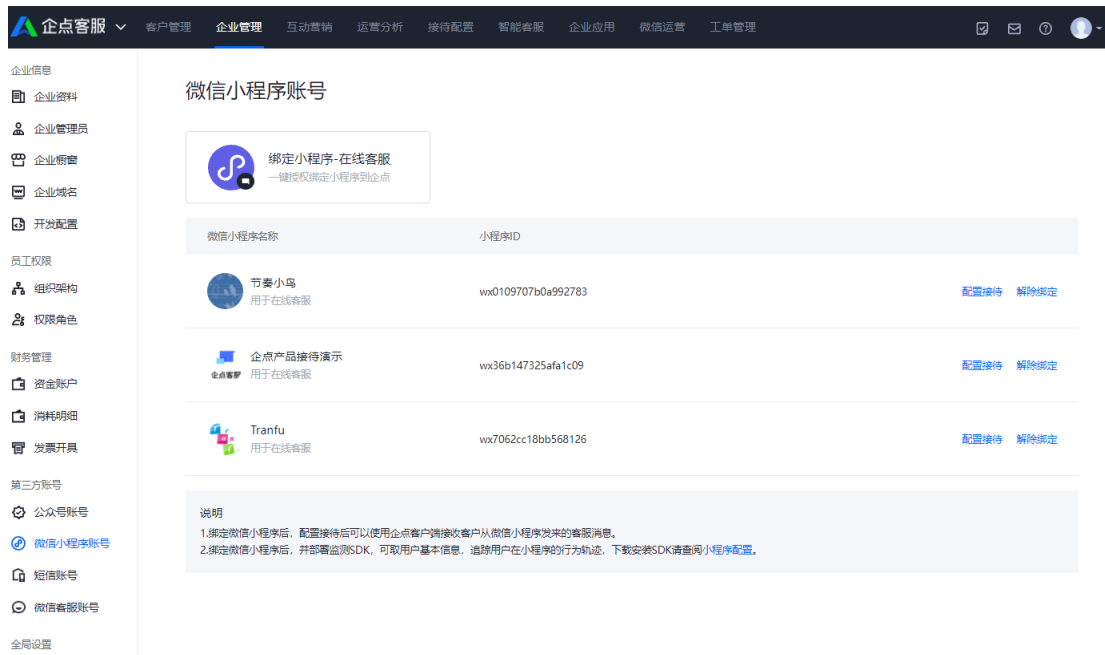 企点客服
客户管理 企业管理 互动营销 运营分析 接待配置 智能客服 企业应用 微信运营 工单管理
企业信息
企业资料
企业管理员
企业橱窗
企业域名
开发配置
员工权限
组织架构
权限角色
财务管理
资金账户
消耗明细
发票开具
第三方账号
公众号账号
微信小程序账号
短信账号
微信客服账号
全局设置
微信小程序账号
绑定小程序-在线客服
一键授权绑定小程序到企点
微信小程序名称 小程序ID
节奏小鸟
用于在线客服
wx0109707b0a992783
配置接待 解除绑定
企点客服
企点产品接待演示
用于在线客服
wx36b147325afa1c09
配置接待 解除绑定
Tranfu
用于在线客服
wx7062cc18bb568126
配置接待 解除绑定
说明
1.绑定微信小程序后，配置接待后可以使用企点客户端接收客户从微信小程序发来的客服消息。
2.绑定微信小程序后，并部署监测SDK，可取用户基本信息，追踪用户在小程序的行为轨迹，下载安装SDK请查阅小程序配置。